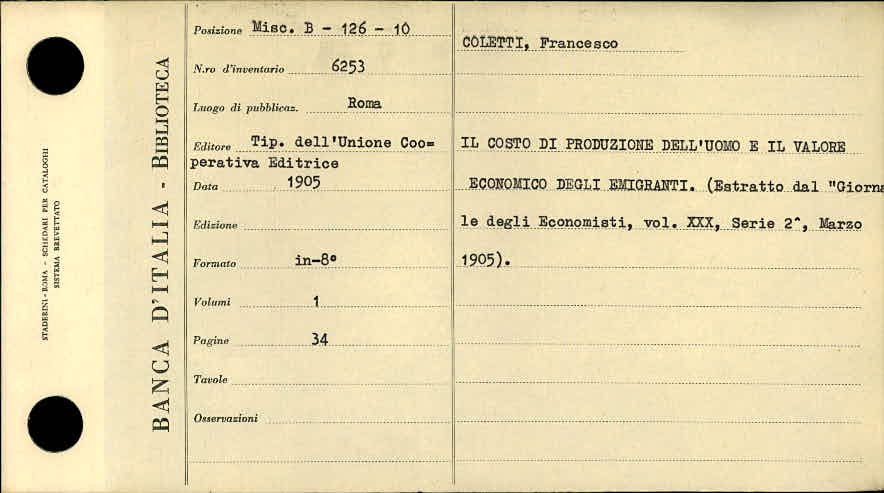 STADERINI - ROMA - SCHEDARI PER CATALOGHI
SISTEMA BREVETTATO
BANCA D'ITALIA - BIBLIOTECA
Posizione Misc. B - 126 - 10
N.ro d'inventario 6253
Luogo di pubblicaz. Roma
Editore Tip. dell'Unione Coo=
perativa Editrice
Data 1905
Edizione
Formato in-8°
Volumi 1
Pagine 34
Tavole
Osservazioni
COLETTI, Francesco
IL COSTO DI PRODUZIONE DELL'UOMO E IL VALORE
ECONOMICO DEGLI EMIGRANTI. (Estratto dal "Giorna
le degli Economisti, vol. XXX, Serie 2^, Marzo
1905).